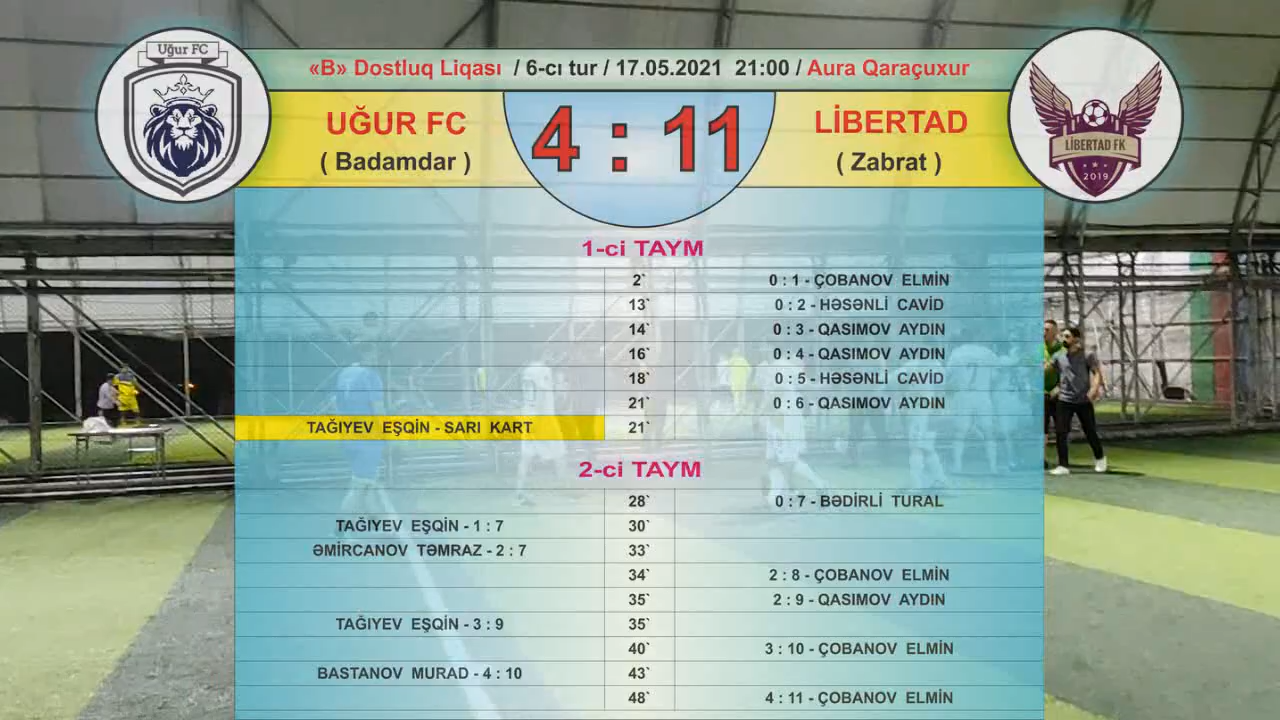 Uğur FC
«B» Dostluq Liqası / 6-cı tur / 17.05.2021 21:00 / Aura Qaraçuxur
UĞUR FC 4 : 11 LİBERTAD
( Badamdar ) ( Zabrat )
LİBERTAD FK
2019
1-ci TAYM
2` 0 : 1 - ÇOBANOV ELMİN
13` 0 : 2 - HƏSƏNLİ CAVİD
14` 0 : 3 - QASIMOV AYDIN
16` 0 : 4 - QASIMOV AYDIN
18` 0 : 5 - HƏSƏNLİ CAVİD
21` 0 : 6 - QASIMOV AYDIN
TAĞIYEV EŞQİN - SARI KART 21`
2-ci TAYM
28` 0 : 7 - BƏDİRLİ TURAL
TAĞIYEV EŞQİN - 1 : 7 30`
ƏMİRCANOV TƏMRAZ - 2 : 7 33`
34` 2 : 8 - ÇOBANOV ELMİN
35` 2 : 9 - QASIMOV AYDIN
TAĞIYEV EŞQİN - 3 : 9 35`
40` 3 : 10 - ÇOBANOV ELMİN
BASTANOV MURAD - 4 : 10 43`
48` 4 : 11 - ÇOBANOV ELMİN